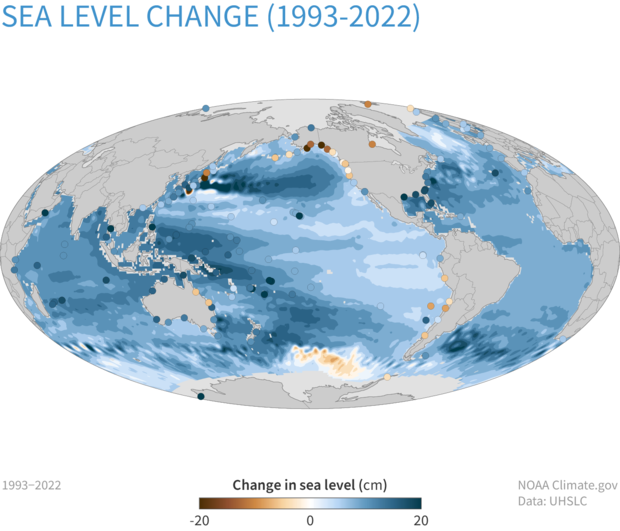 SEA LEVEL CHANGE (1993-2022)
1993–2022
Change in sea level (cm)
-20 0 20
NOAA Climate.gov
Data: UHSLC